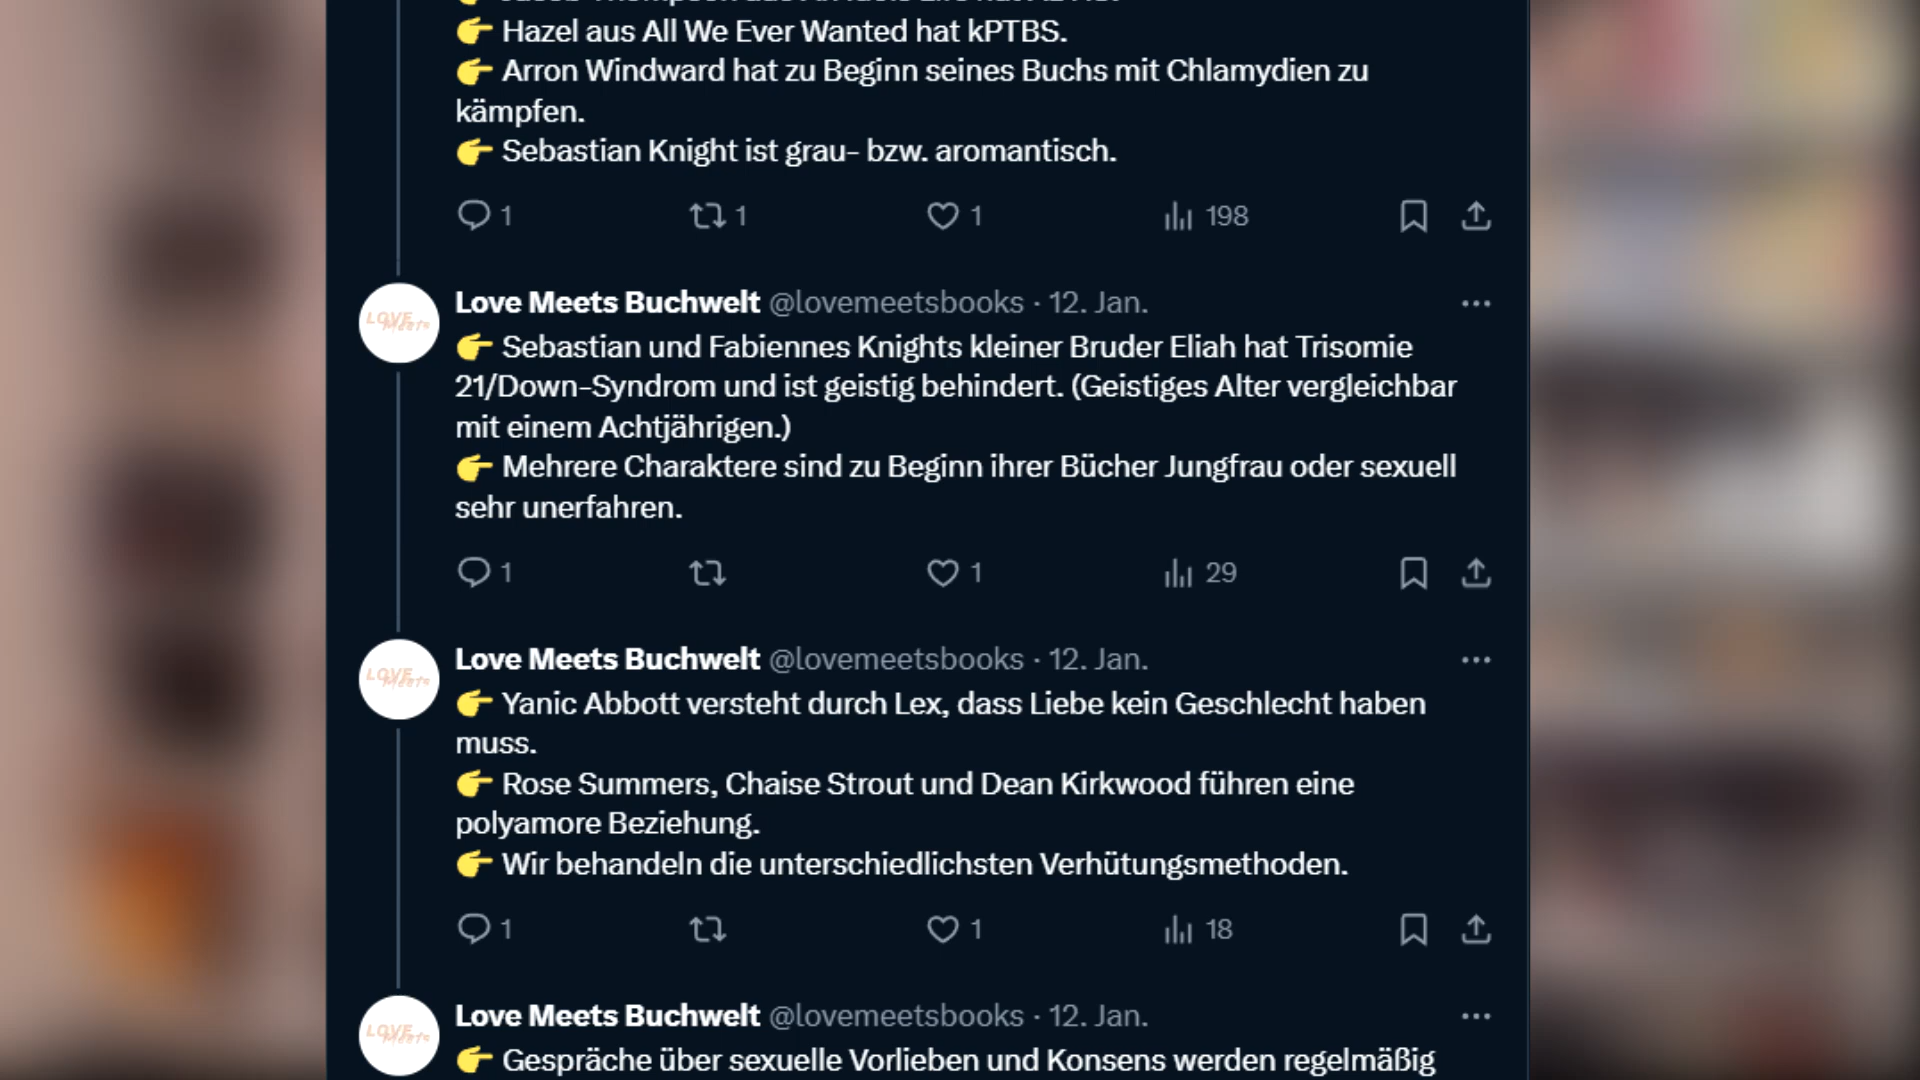 👉 Hazel aus All We Ever Wanted hat kPTBS.
👉 Arron Windward hat zu Beginn seines Buchs mit Chlamydien zu
kämpfen.
👉 Sebastian Knight ist grau- bzw. aromantisch.
1 1 1 198
Love Meets Buchwelt @lovemeetsbooks · 12. Jan.
LOVE Meets
👉 Sebastian und Fabiennes Knights kleiner Bruder Eliah hat Trisomie
21/Down-Syndrom und ist geistig behindert. (Geistiges Alter vergleichbar
mit einem Achtjährigen.)
👉 Mehrere Charaktere sind zu Beginn ihrer Bücher Jungfrau oder sexuell
sehr unerfahren.
1 1 29
Love Meets Buchwelt @lovemeetsbooks · 12. Jan.
LOVE Meets
👉 Yanic Abbott versteht durch Lex, dass Liebe kein Geschlecht haben
muss.
👉 Rose Summers, Chaise Strout und Dean Kirkwood führen eine
polyamore Beziehung.
👉 Wir behandeln die unterschiedlichsten Verhütungsmethoden.
1 1 18
Love Meets Buchwelt @lovemeetsbooks · 12. Jan.
LOVE Meets
👉 Gespräche über sexuelle Vorlieben und Konsens werden regelmäßig